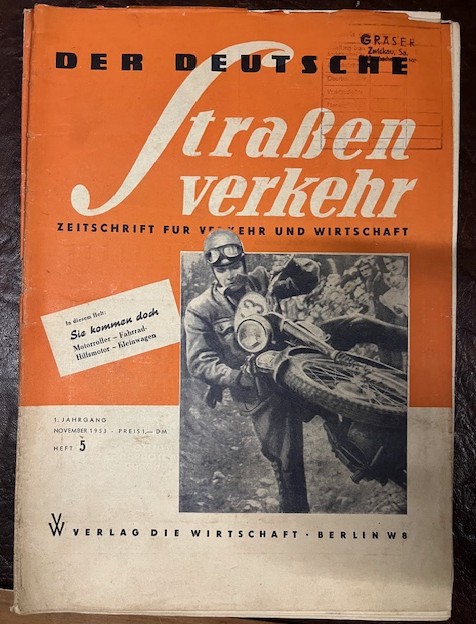 GRÄSER
Zwickau, Sa.
DER DEUTSCHE
Straßen
verkehr
ZEITSCHRIFT FÜR VERKEHR UND WIRTSCHAFT
In diesem Heft:
Sie kommen doch
Motorroller – Fahrrad-
Hilfsmotor – Kleinwagen
1. JAHRGANG
NOVEMBER 1953 · PREIS 1,— DM
HEFT 5
VW VERLAG DIE WIRTSCHAFT · BERLIN W8